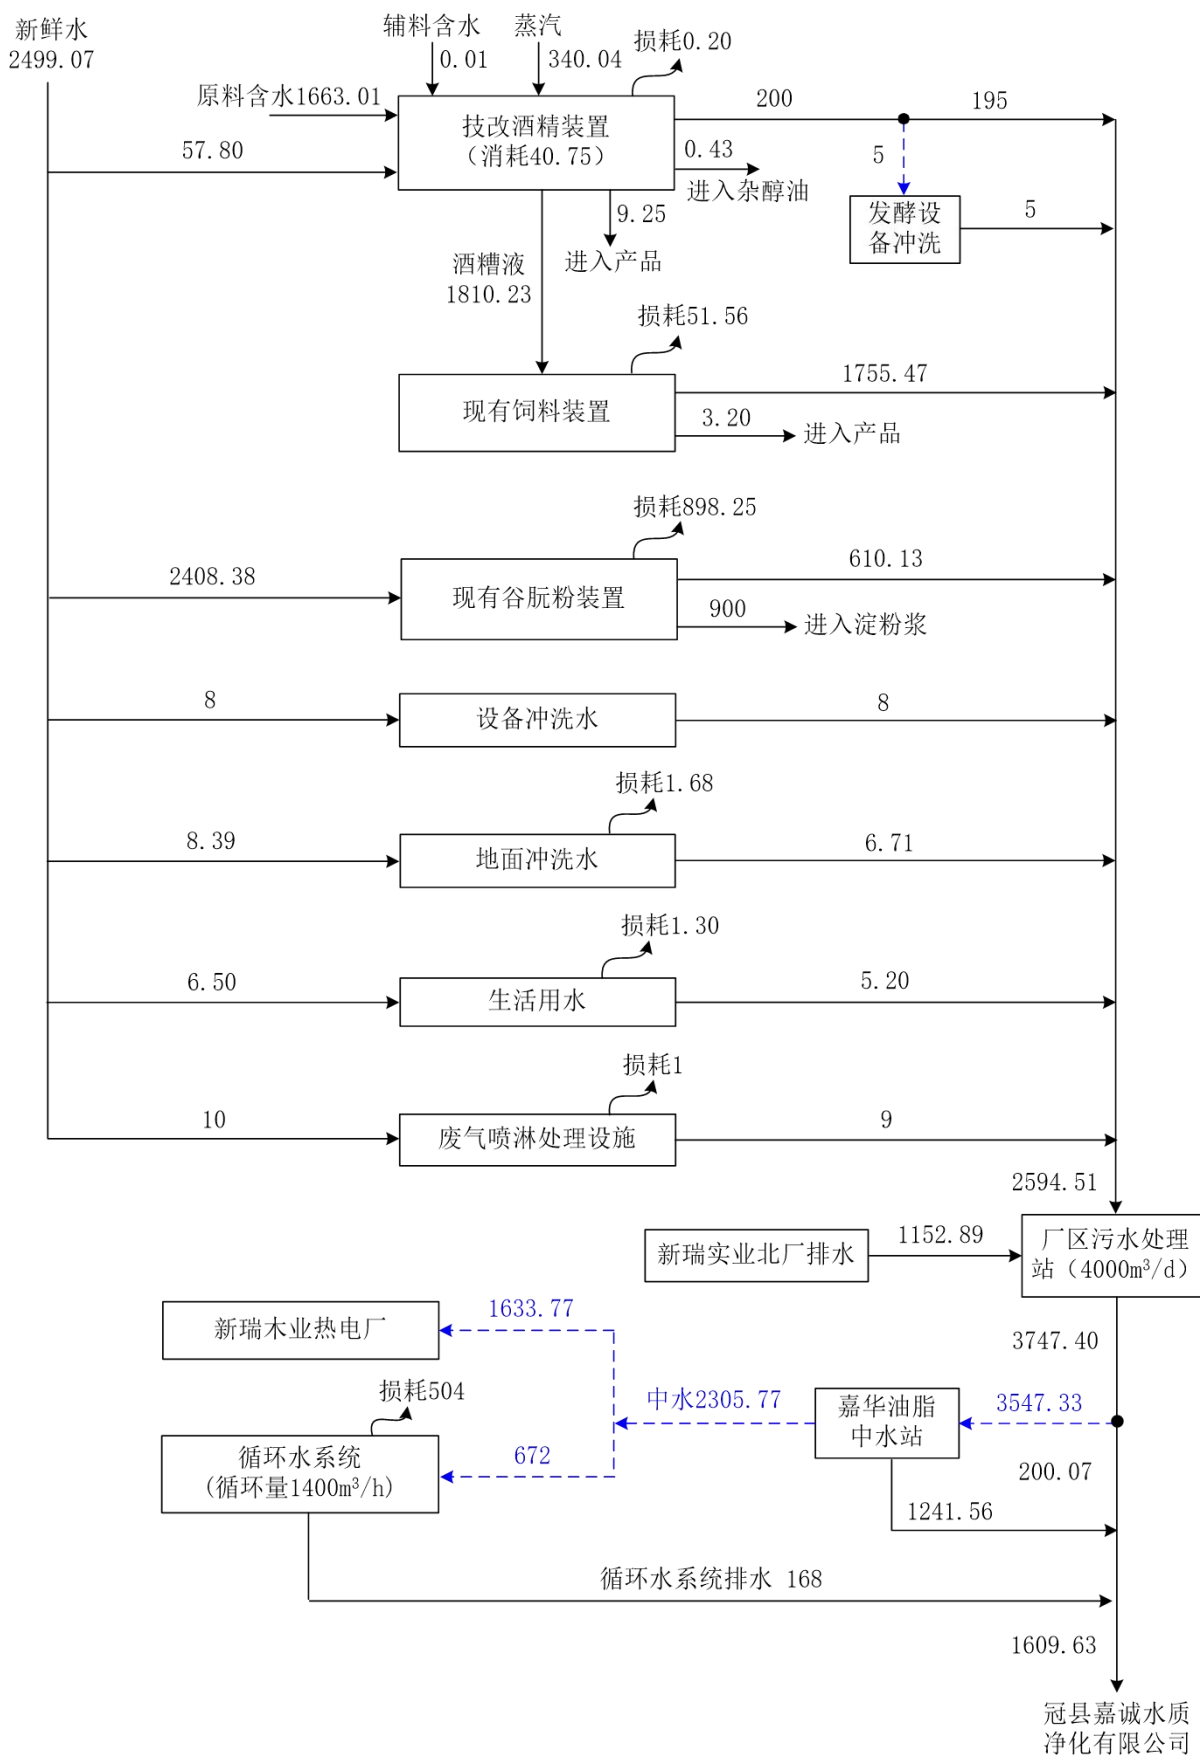 新鲜水
2499.07
辅料含水
0.01
蒸汽
340.04
损耗0.20
原料含水1663.01
57.80
技改酒精装置
（消耗40.75）
200
195
0.43
进入杂醇油
5
发酵设
备冲洗
5
9.25
进入产品
酒糟液
1810.23
损耗51.56
现有饲料装置
1755.47
3.20
进入产品
损耗898.25
2408.38
现有谷朊粉装置
610.13
900
进入淀粉浆
8
设备冲洗水
8
损耗1.68
8.39
地面冲洗水
6.71
损耗1.30
6.50
生活用水
5.20
损耗1
10
废气喷淋处理设施
9
2594.51
新瑞实业北厂排水
1152.89
厂区污水处理
站（4000m³/d）
新瑞木业热电厂
1633.77
3747.40
损耗504
中水2305.77
嘉华油脂
中水站
3547.33
循环水系统
(循环量1400m³/h)
672
200.07
1241.56
循环水系统排水 168
1609.63
冠县嘉诚水质
净化有限公司